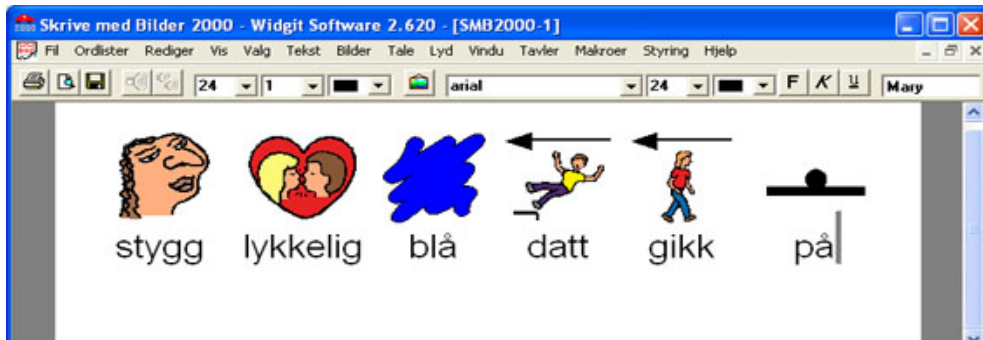 Skrive med Bilder 2000 - Widgit Software 2.620 - [SMB2000-1]
Fil Ordlister Rediger Vis Valg Tekst Bilder Tale Lyd Vindu Tavler Makroer Styring Hjelp
24 1 arial 24 F K U Mary
stygg lykkelig blå datt gikk på